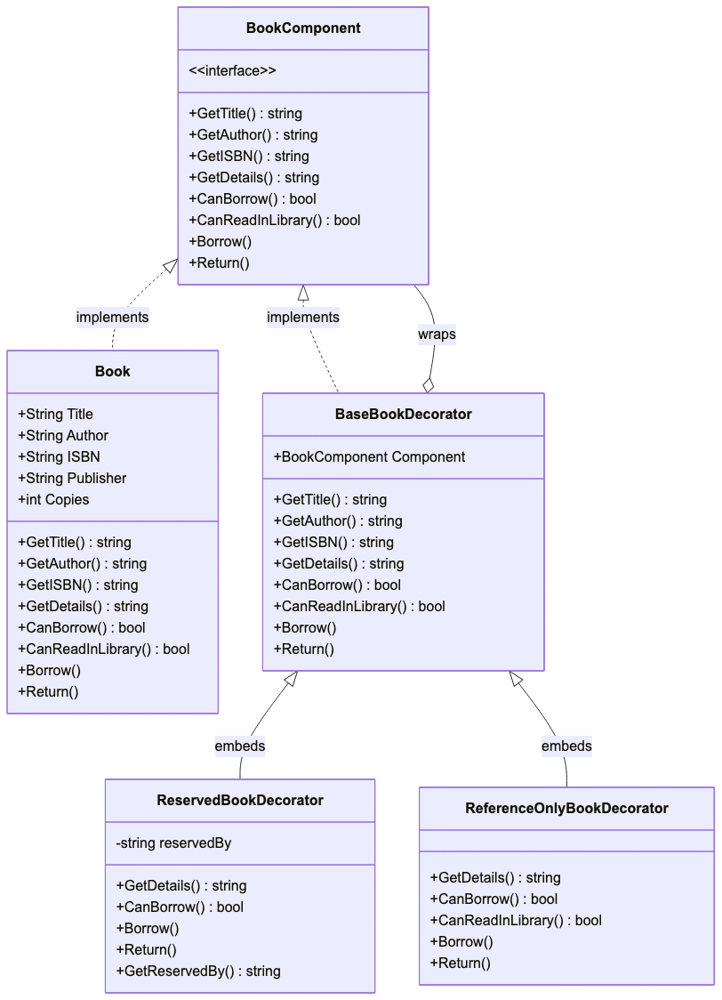 BookComponent
<<interface>>
+GetTitle() : string
+GetAuthor() : string
+GetISBN() : string
+GetDetails() : string
+CanBorrow() : bool
+CanReadInLibrary() : bool
+Borrow()
+Return()
implements
implements
wraps
Book
+String Title
+String Author
+String ISBN
+String Publisher
+int Copies
+GetTitle() : string
+GetAuthor() : string
+GetISBN() : string
+GetDetails() : string
+CanBorrow() : bool
+CanReadInLibrary() : bool
+Borrow()
+Return()
BaseBookDecorator
+BookComponent Component
+GetTitle() : string
+GetAuthor() : string
+GetISBN() : string
+GetDetails() : string
+CanBorrow() : bool
+CanReadInLibrary() : bool
+Borrow()
+Return()
embeds
embeds
ReservedBookDecorator
-string reservedBy
+GetDetails() : string
+CanBorrow() : bool
+Borrow()
+Return()
+GetReservedBy() : string
ReferenceOnlyBookDecorator
+GetDetails() : string
+CanBorrow() : bool
+CanReadInLibrary() : bool
+Borrow()
+Return()